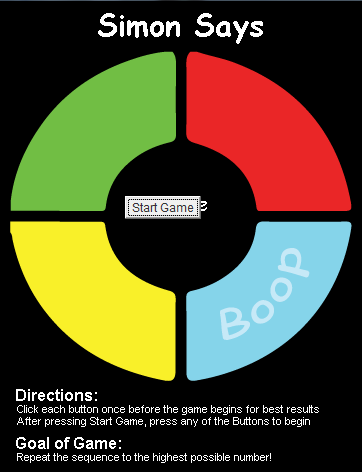 Simon Says
Start Game
Boop
Directions:
Click each button once before the game begins for best results
After pressing Start Game, press any of the Buttons to begin
Goal of Game:
Repeat the sequence to the highest possible number!